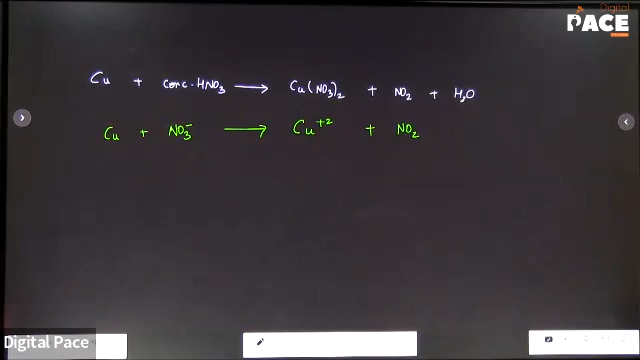 Digital
PACE
Cu + conc. HNO₃ ⟶ Cu(NO₃)₂ + NO₂ + H₂O
Cu + NO₃⁻ ⟶ Cu⁺² + NO₂
Digital Pace